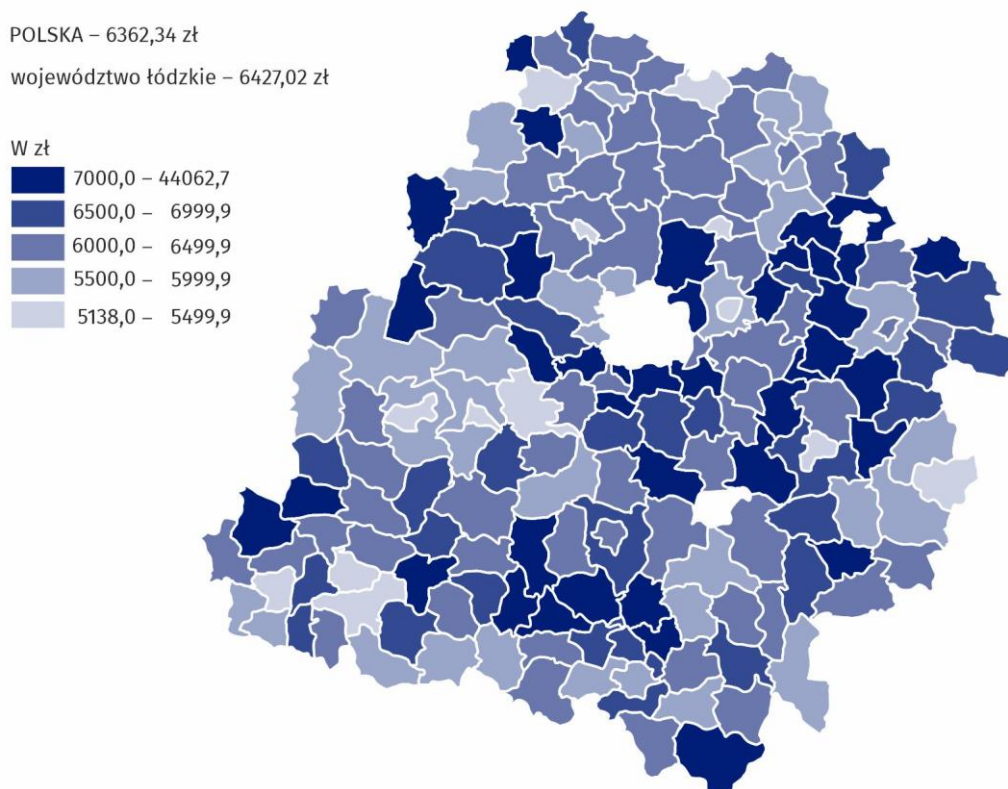 POLSKA – 6362,34 zł
województwo łódzkie – 6427,02 zł
W zł
7000,0 – 44062,7
6500,0 – 6999,9
6000,0 – 6499,9
5500,0 – 5999,9
5138,0 – 5499,9